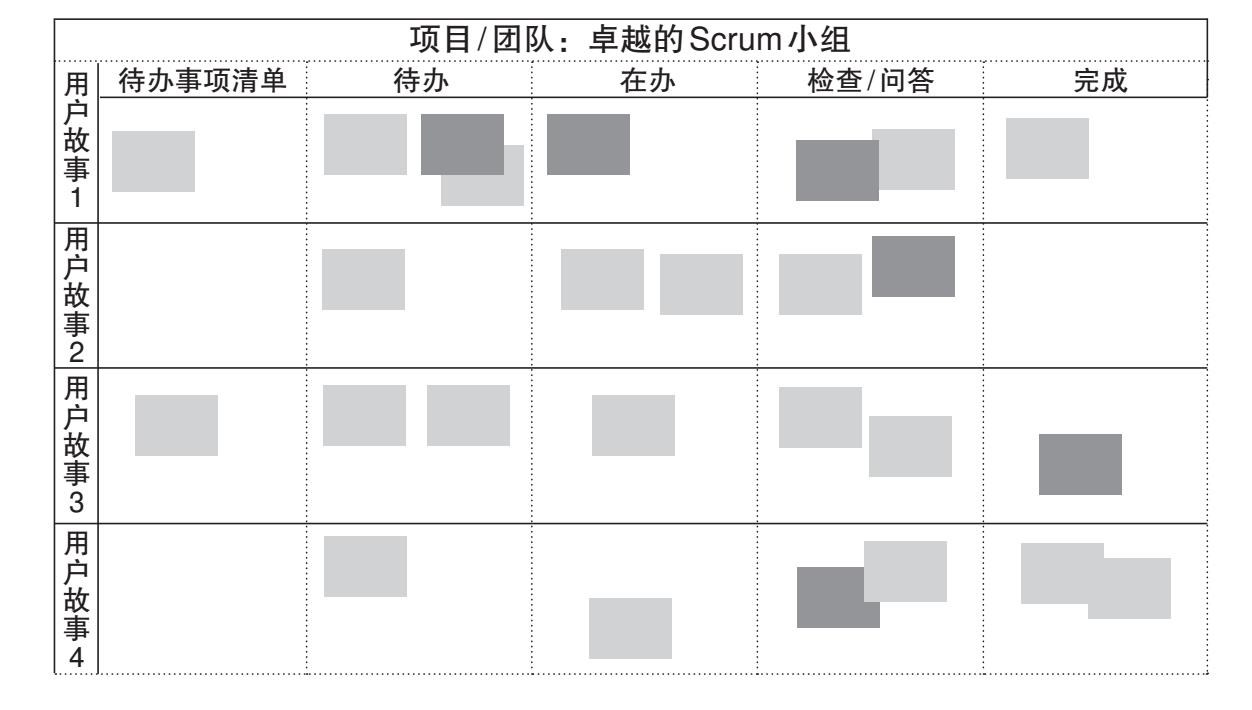 项目/团队：卓越的Scrum小组
待办事项清单 待办 在办 检查/问答 完成
用户故事1
用户故事2
用户故事3
用户故事4